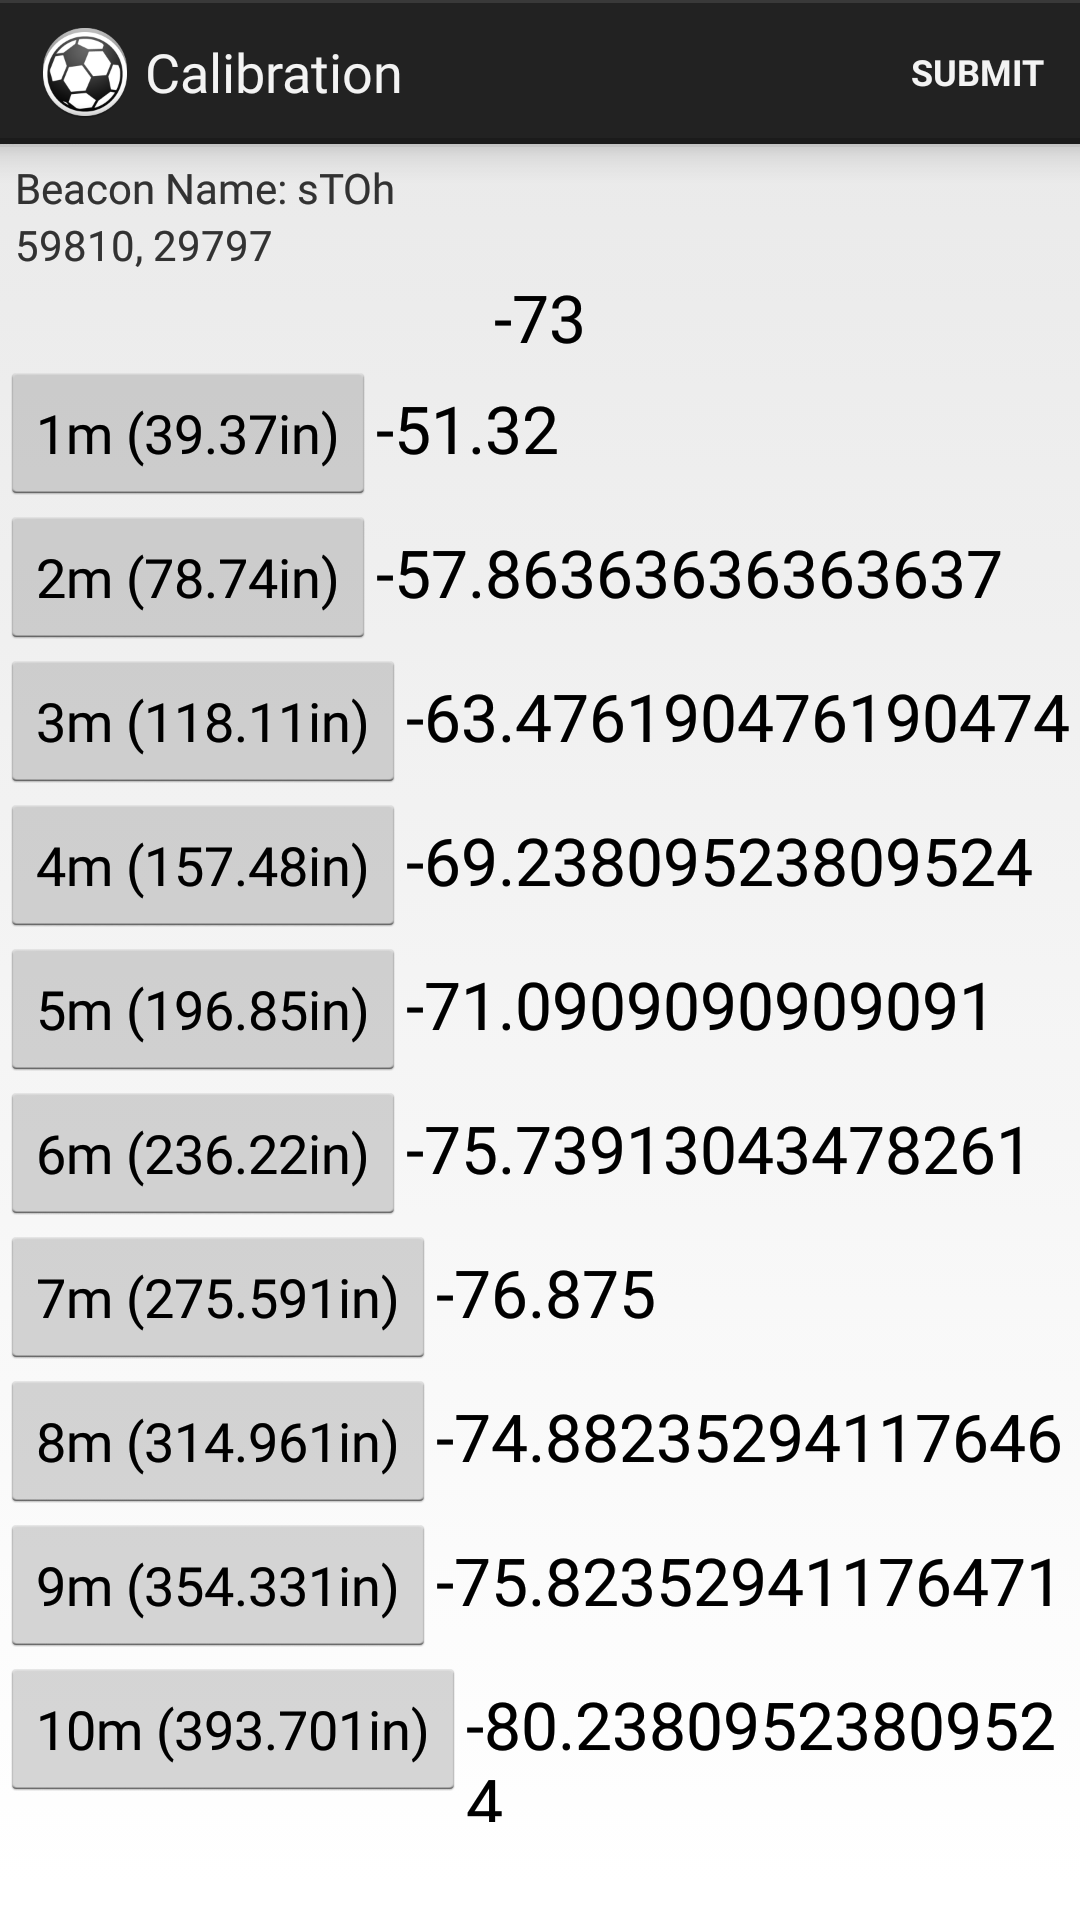 Calibration SUBMIT
Beacon Name: sTOh
59810, 29797
-73
1m (39.37in) -51.32
2m (78.74in) -57.86363636363637
3m (118.11in) -63.476190476190474
4m (157.48in) -69.23809523809524
5m (196.85in) -71.0909090909091
6m (236.22in) -75.73913043478261
7m (275.591in) -76.875
8m (314.961in) -74.88235294117646
9m (354.331in) -75.82352941176471
10m (393.701in) -80.2380952380952
4